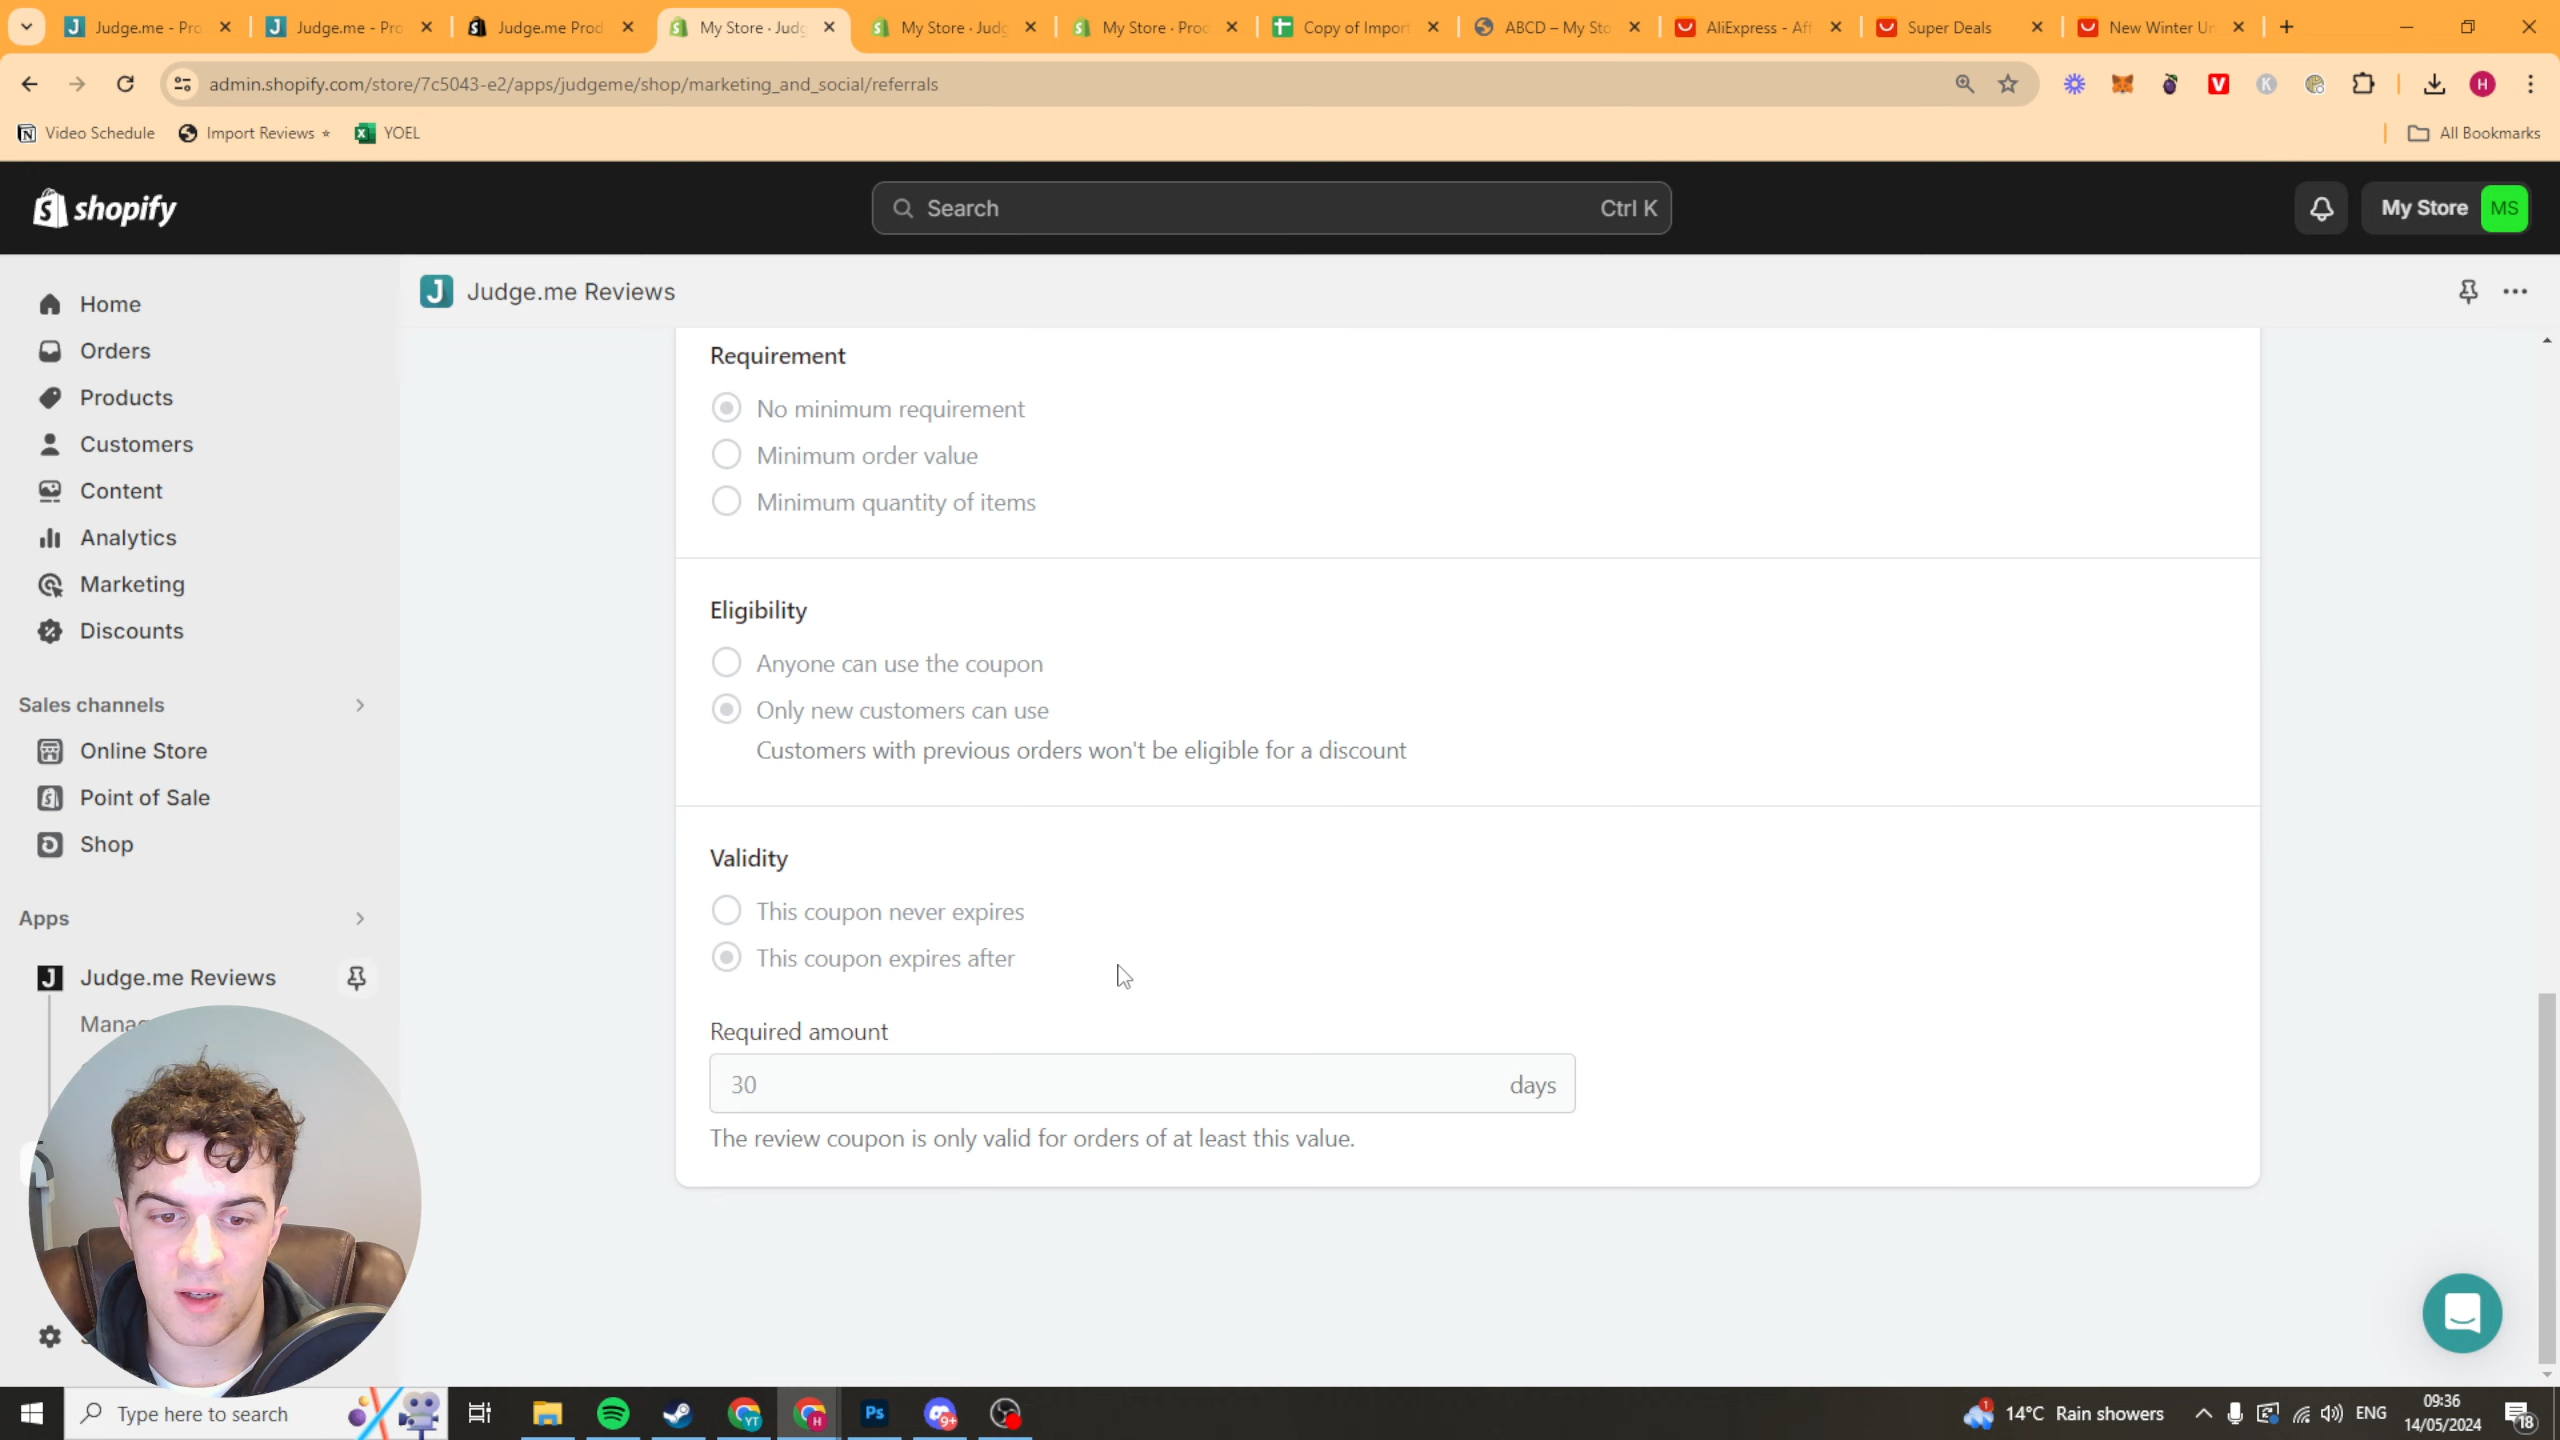 Judge.me - Pro
Judge.me - Pro
Judge.me Prod
My Store · Judg
My Store · Judg
My Store · Proc
Copy of Import
ABCD – My Sto
AliExpress - Aff
Super Deals
New Winter Un
admin.shopify.com/store/7c5043-e2/apps/judgeme/shop/marketing_and_social/referrals
Video Schedule
Import Reviews ⭑
YOEL
All Bookmarks
shopify
Search
Ctrl K
My Store
MS
Home
Orders
Products
Customers
Content
Analytics
Marketing
Discounts
Sales channels
Online Store
Point of Sale
Shop
Apps
Judge.me Reviews
Judge.me Reviews
Requirement
No minimum requirement
Minimum order value
Minimum quantity of items
Eligibility
Anyone can use the coupon
Only new customers can use
Customers with previous orders won't be eligible for a discount
Validity
This coupon never expires
This coupon expires after
Required amount
30 days
The review coupon is only valid for orders of at least this value.
Type here to search
14°C Rain showers
ENG
09:36
14/05/2024
18